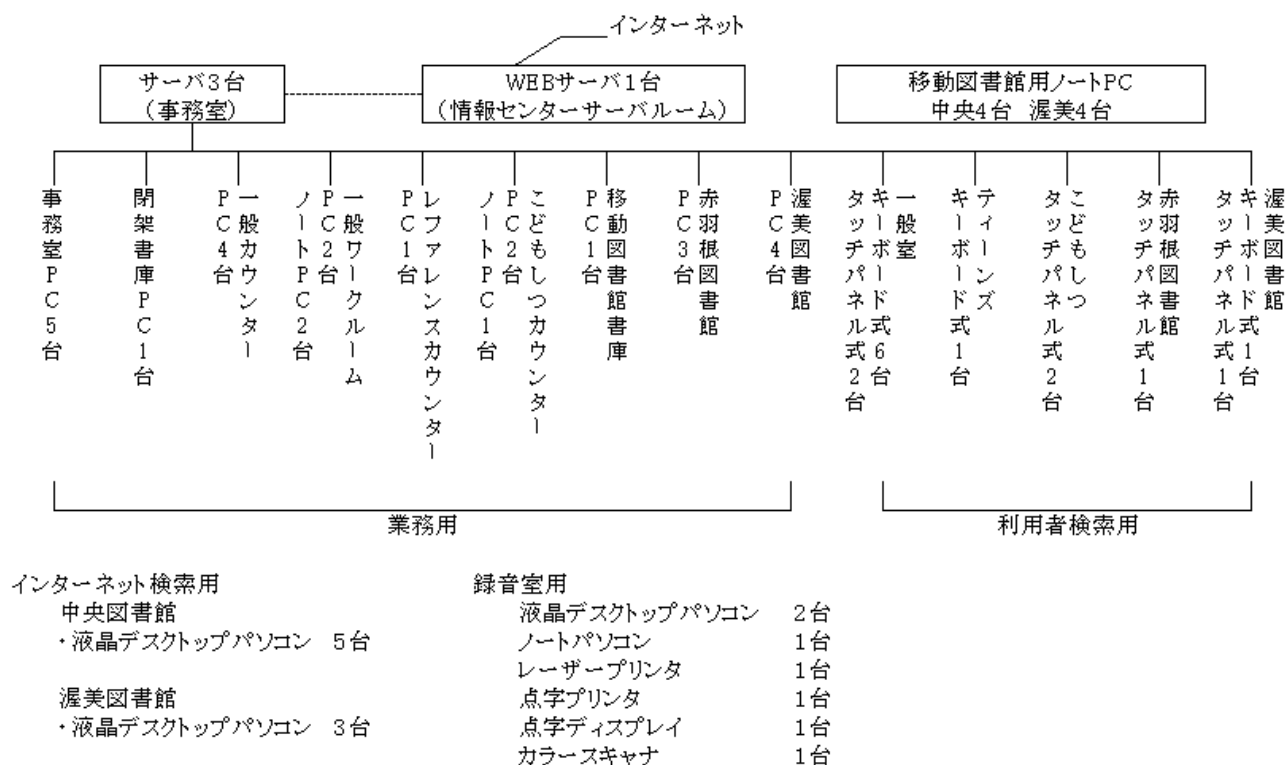 インターネット
サーバ3台
（事務室）
WEBサーバ1台
（情報センターサーバルーム）
移動図書館用ノートPC
中央4台 渥美4台
事務室PC5台
閉架書庫PC1台
一般カウンター
PC4台
一般ワークルーム
PC2台
ノートPC2台
レファレンスカウンター
PC1台
こどもしつカウンター
PC2台
ノートPC1台
移動図書館書庫
PC1台
赤羽根図書館
PC3台
渥美図書館
PC4台
一般室
キーボード式6台
タッチパネル式2台
ティーンズ
キーボード式1台
こどもしつ
タッチパネル式2台
赤羽根図書館
タッチパネル式1台
渥美図書館
キーボード式1台
タッチパネル式1台
業務用
利用者検索用
インターネット検索用
中央図書館
・液晶デスクトップパソコン 5台
渥美図書館
・液晶デスクトップパソコン 3台
録音室用
液晶デスクトップパソコン 2台
ノートパソコン 1台
レーザープリンタ 1台
点字プリンタ 1台
点字ディスプレイ 1台
カラースキャナ 1台